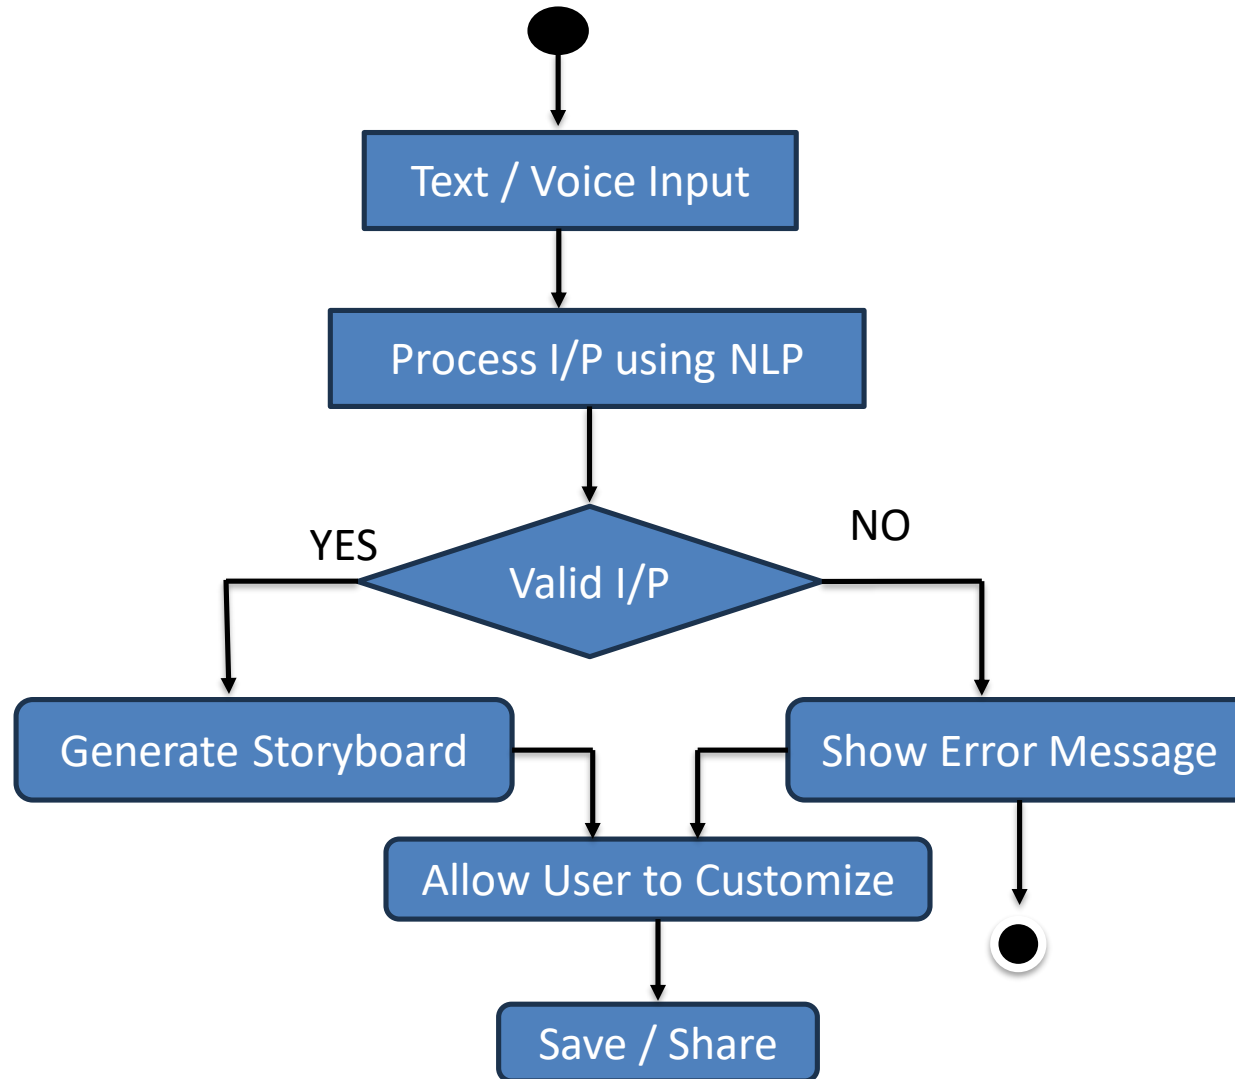 Text / Voice Input
Process I/P using NLP
YES
NO
Valid I/P
Generate Storyboard
Show Error Message
Allow User to Customize
Save / Share